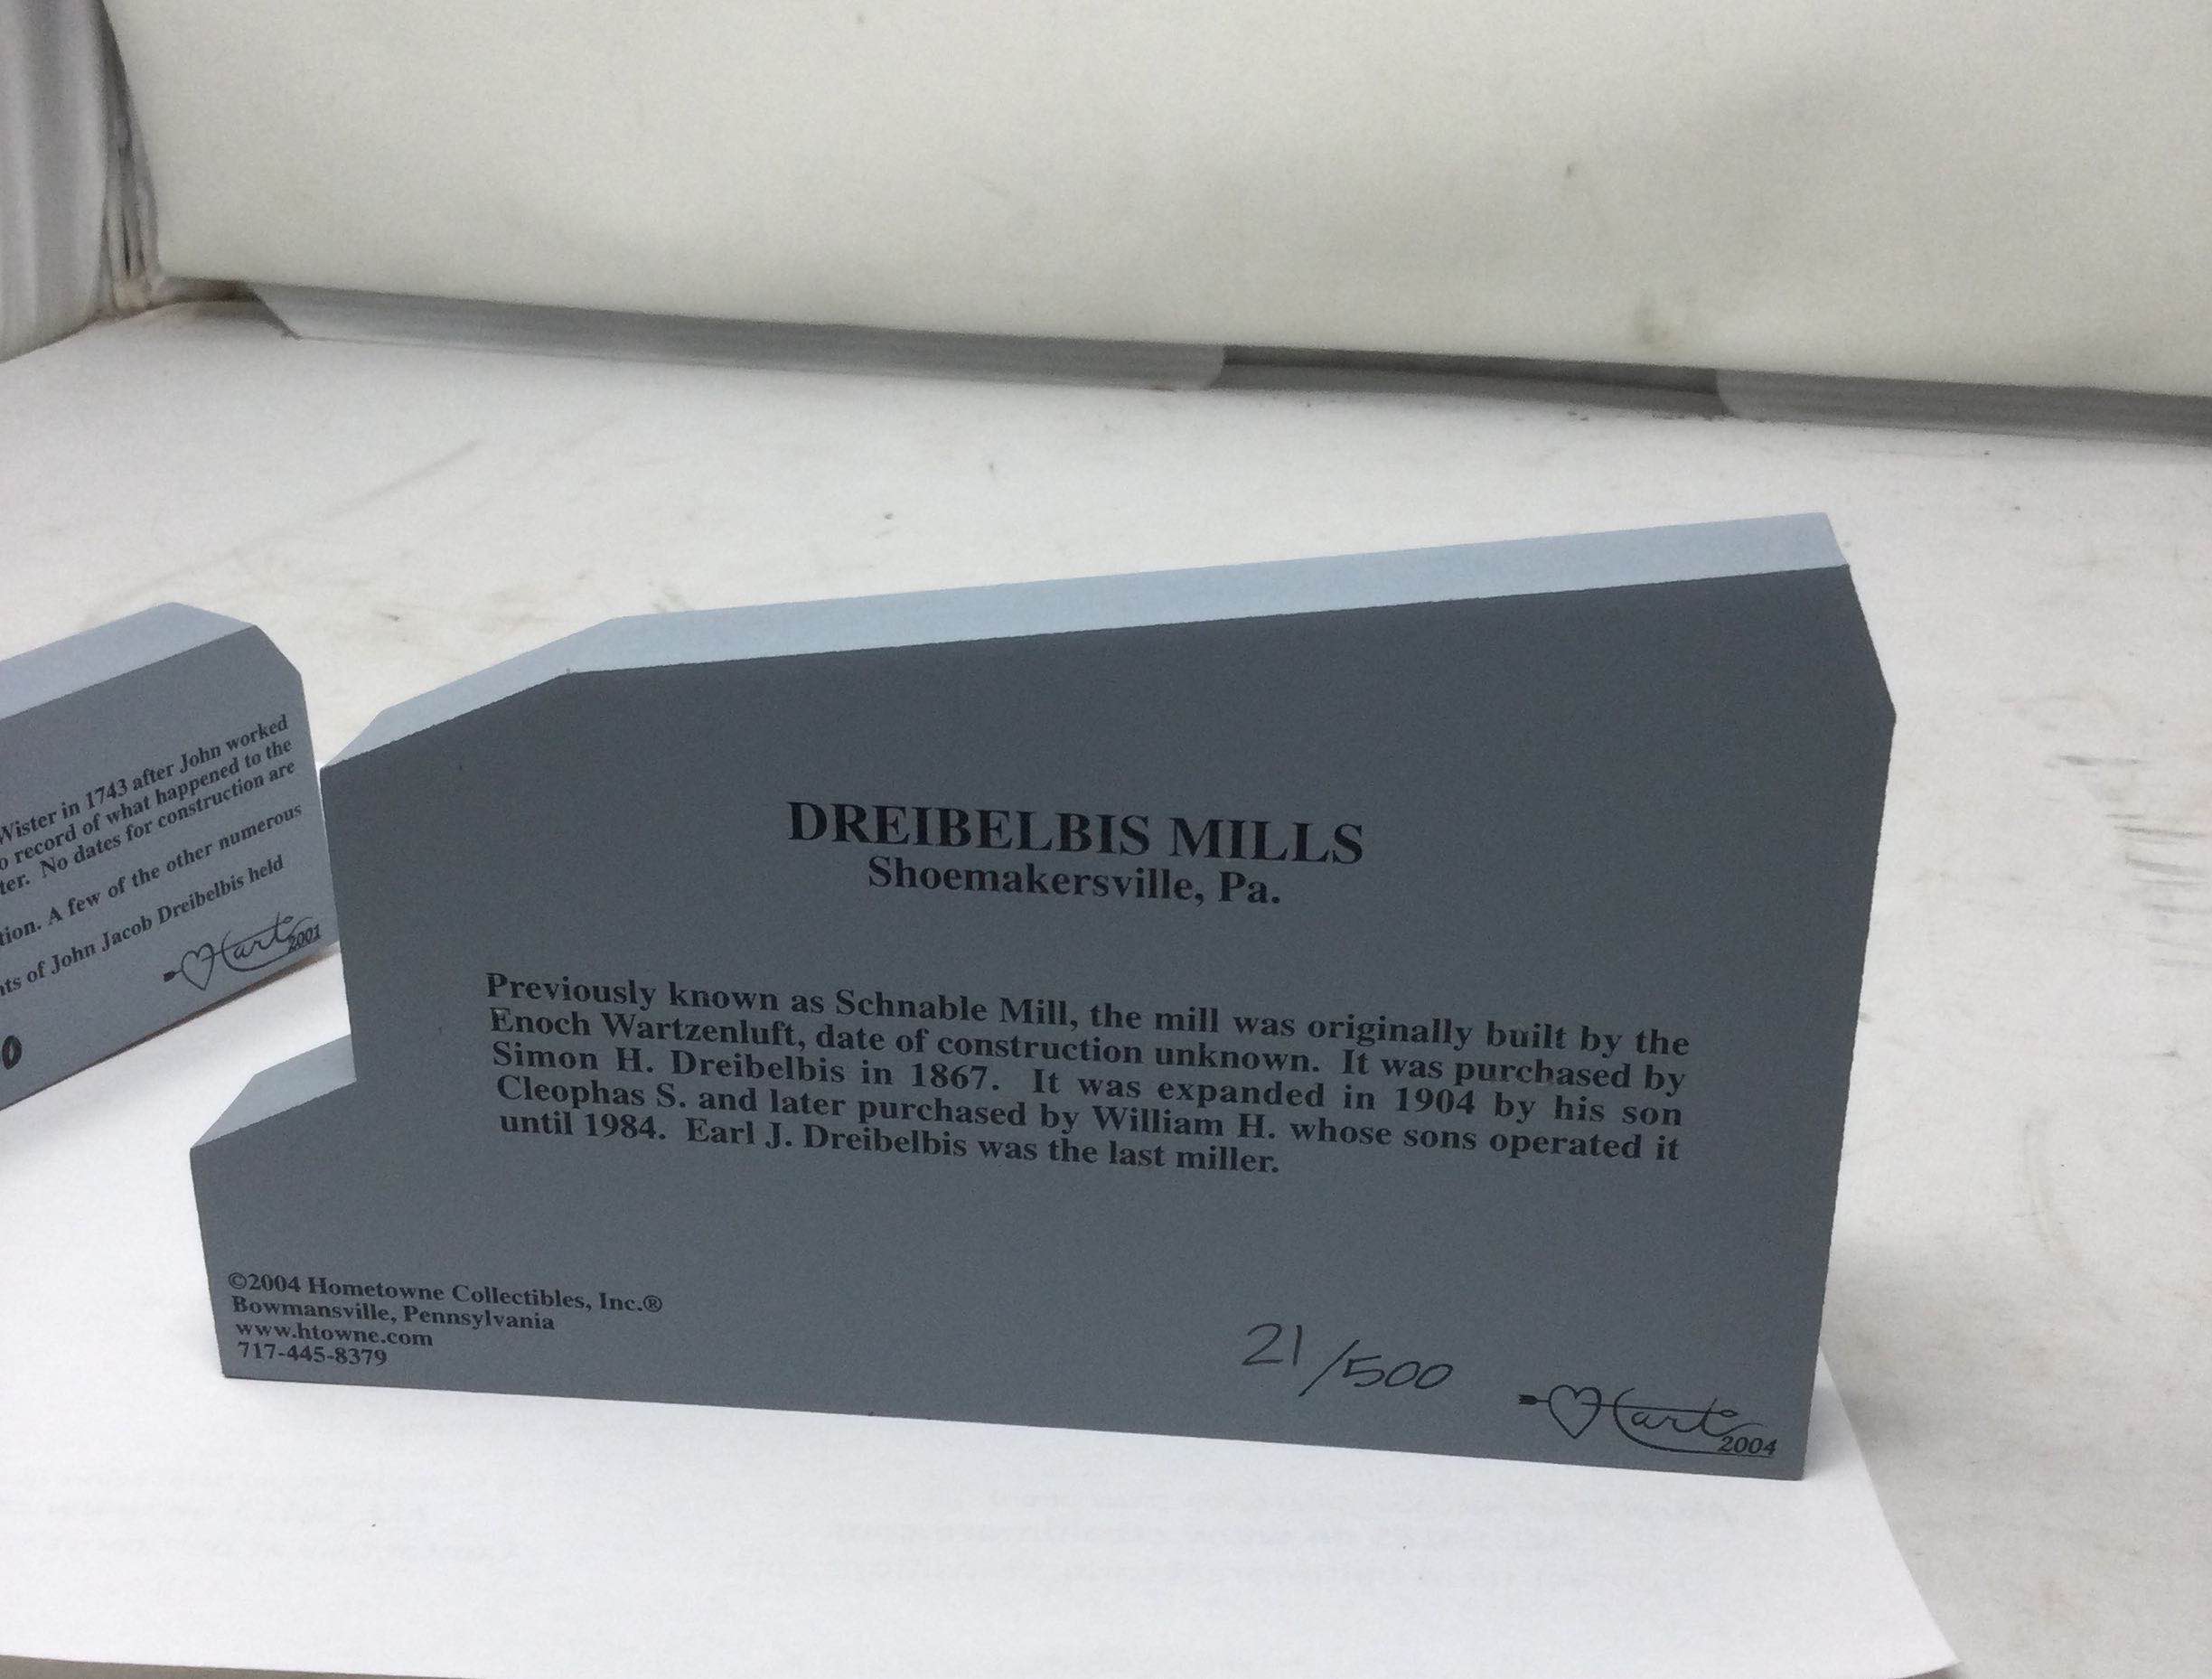 Wister in 1743 after John worked
record of what happened to the
No dates for construction are
A few of the other numerous
of John Jacob Dreibelbis held
Hart
2001
DREIBELBIS MILLS
Shoemakersville, Pa.
Previously known as Schnable Mill, the mill was originally built by the
Enoch Wartzenluft, date of construction unknown. It was purchased by
Simon H. Dreibelbis in 1867. It was expanded in 1904 by his son
Cleophas S. and later purchased by William H. whose sons operated it
until 1984. Earl J. Dreibelbis was the last miller.
©2004 Hometowne Collectibles, Inc.®
Bowmansville, Pennsylvania
www.htowne.com
717-445-8379
21/500
Hart
2004